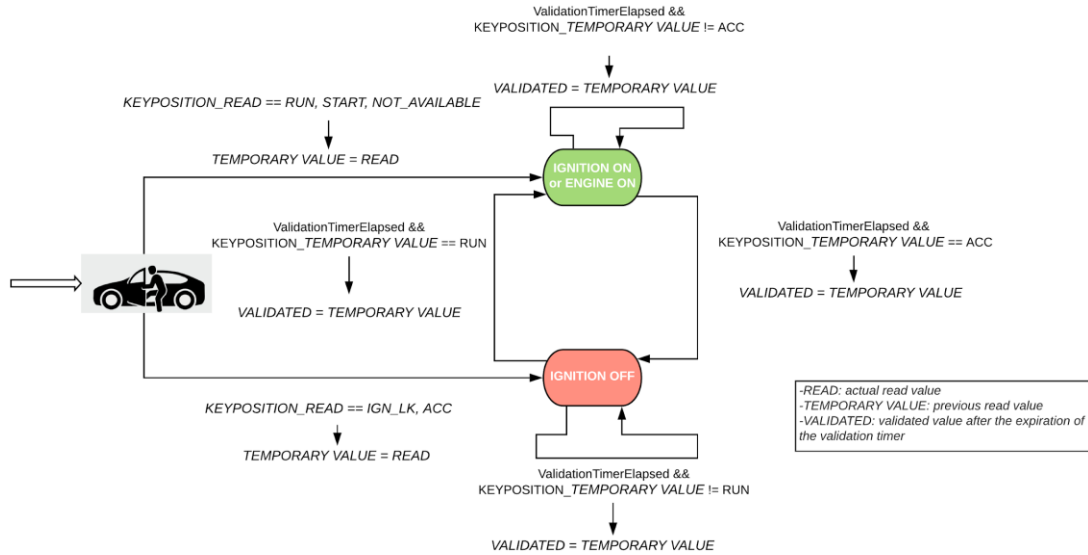 ValidationTimerElapsed &&
KEYPOSITION_TEMPORARY VALUE != ACC
VALIDATED = TEMPORARY VALUE
KEYPOSITION_READ == RUN, START, NOT_AVAILABLE
TEMPORARY VALUE = READ
IGNITION ON
or ENGINE ON
ValidationTimerElapsed &&
KEYPOSITION_TEMPORARY VALUE == RUN
VALIDATED = TEMPORARY VALUE
ValidationTimerElapsed &&
KEYPOSITION_TEMPORARY VALUE == ACC
VALIDATED = TEMPORARY VALUE
IGNITION OFF
KEYPOSITION_READ == IGN_LK, ACC
TEMPORARY VALUE = READ
-READ: actual read value
-TEMPORARY VALUE: previous read value
-VALIDATED: validated value after the expiration of
the validation timer
ValidationTimerElapsed &&
KEYPOSITION_TEMPORARY VALUE != RUN
VALIDATED = TEMPORARY VALUE